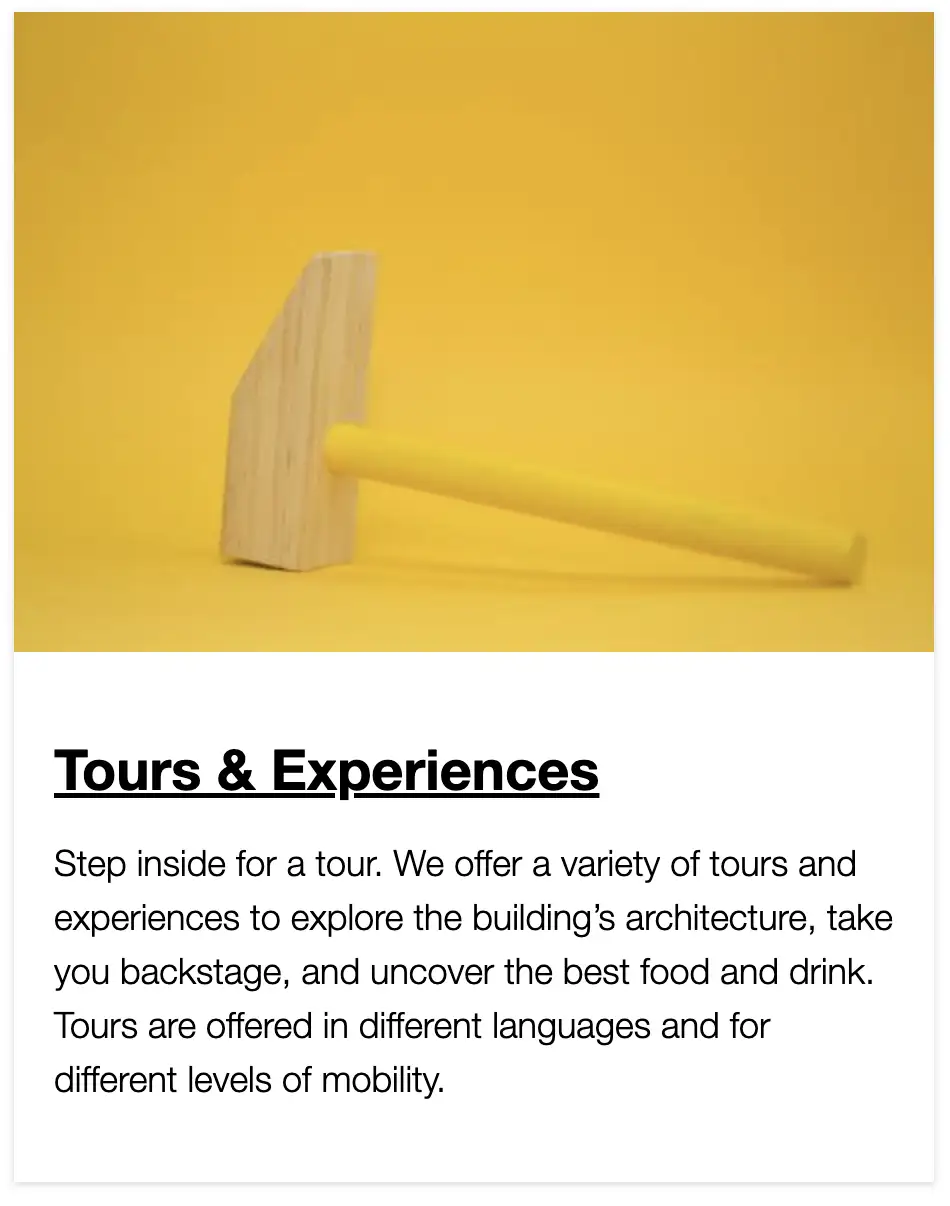 Tours & Experiences
Step inside for a tour. We offer a variety of tours and
experiences to explore the building’s architecture, take
you backstage, and uncover the best food and drink.
Tours are offered in different languages and for
different levels of mobility.